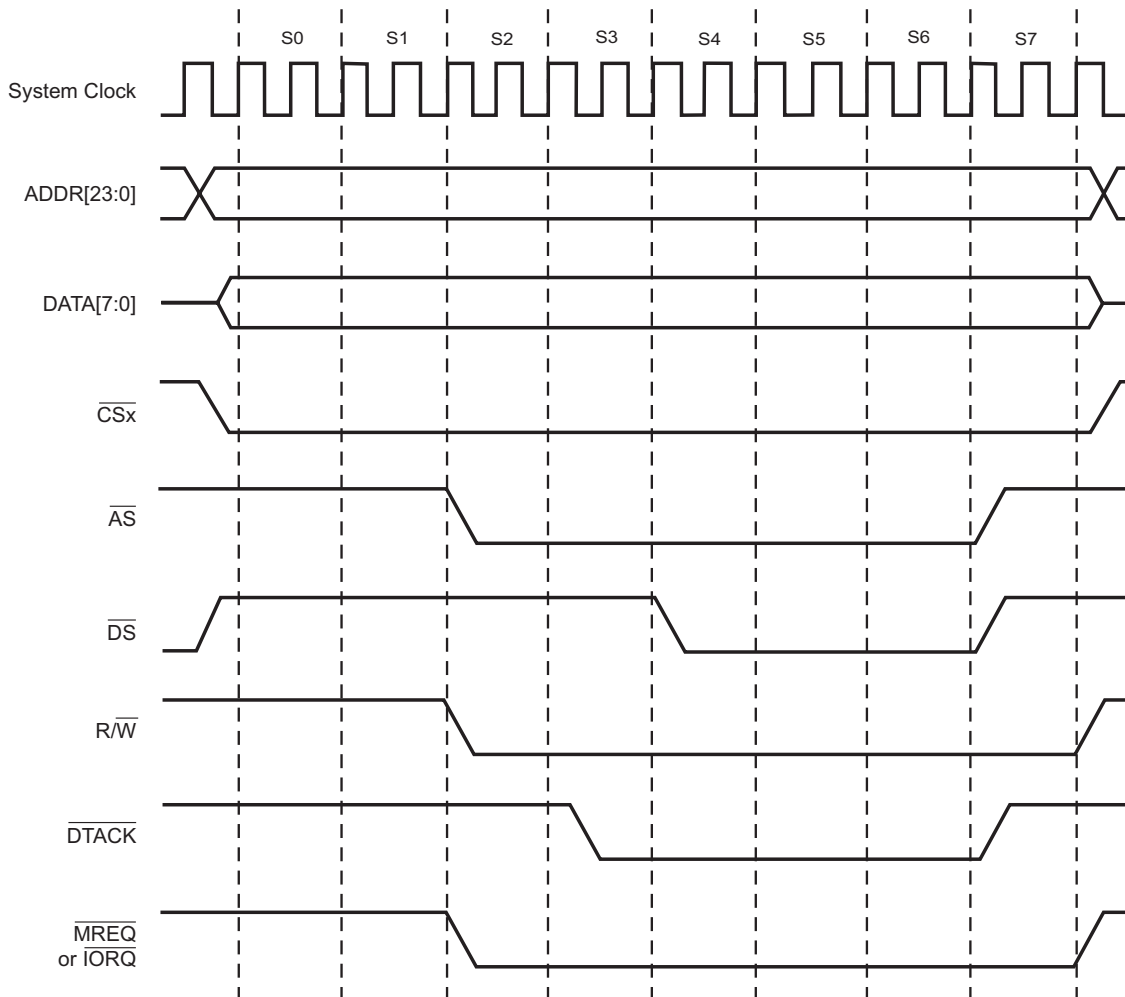 S0 S1 S2 S3 S4 S5 S6 S7
System Clock
ADDR[23:0]
DATA[7:0]
CSx
AS
DS
R/W
DTACK
MREQ
or IORQ